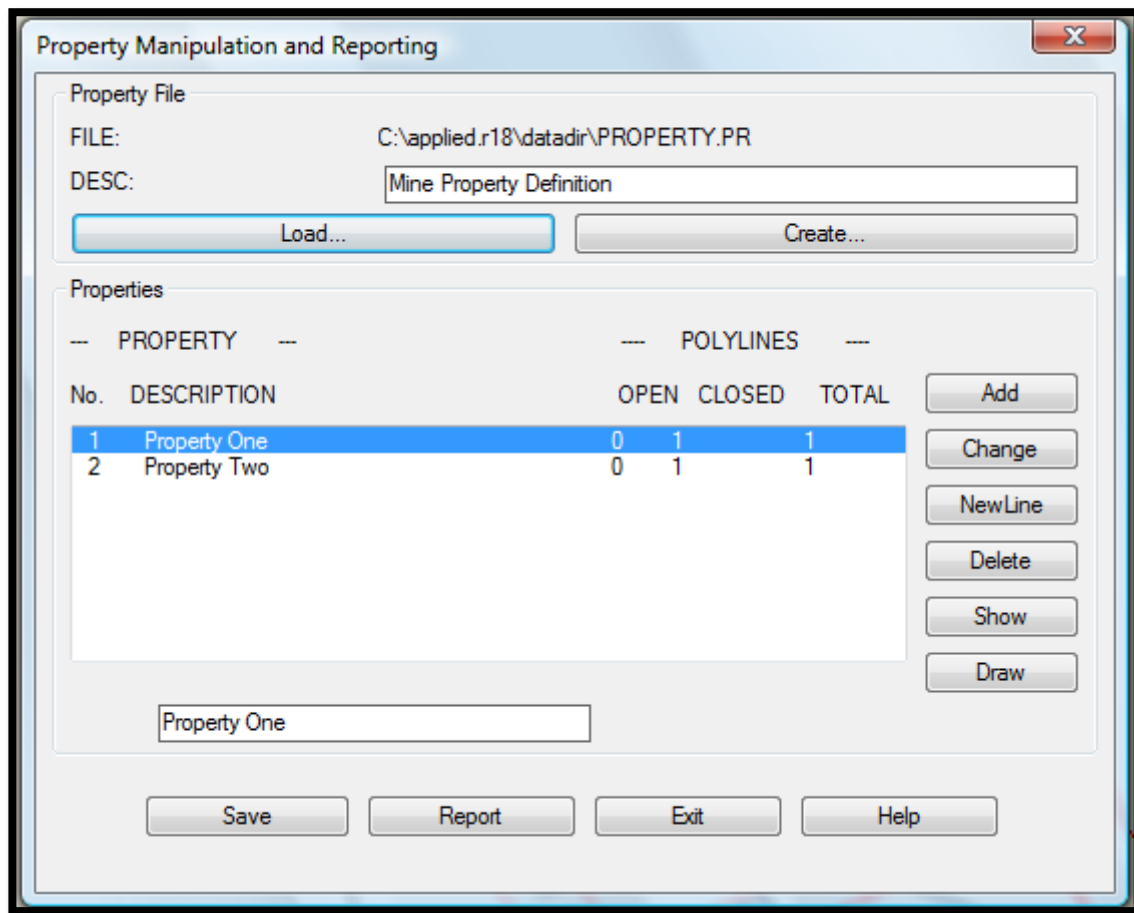 Property Manipulation and Reporting
Property File
FILE: C:\applied.r18\datadir\PROPERTY.PR
DESC: Mine Property Definition
Load... Create...
Properties
--- PROPERTY --- ---- POLYLINES ----
No. DESCRIPTION OPEN CLOSED TOTAL
1 Property One 0 1 1
2 Property Two 0 1 1
Add
Change
NewLine
Delete
Show
Draw
Property One
Save Report Exit Help